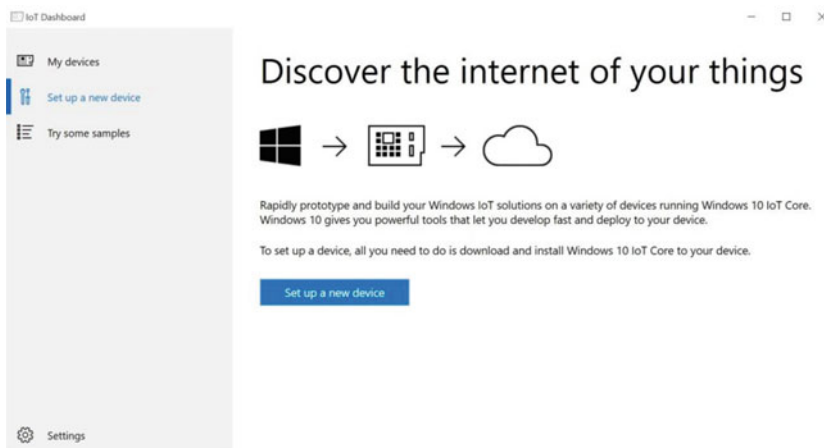 IoT Dashboard
My devices
Set up a new device
Try some samples
Settings
Discover the internet of your things
Rapidly prototype and build your Windows IoT solutions on a variety of devices running Windows 10 IoT Core.
Windows 10 gives you powerful tools that let you develop fast and deploy to your device.
To set up a device, all you need to do is download and install Windows 10 IoT Core to your device.
Set up a new device